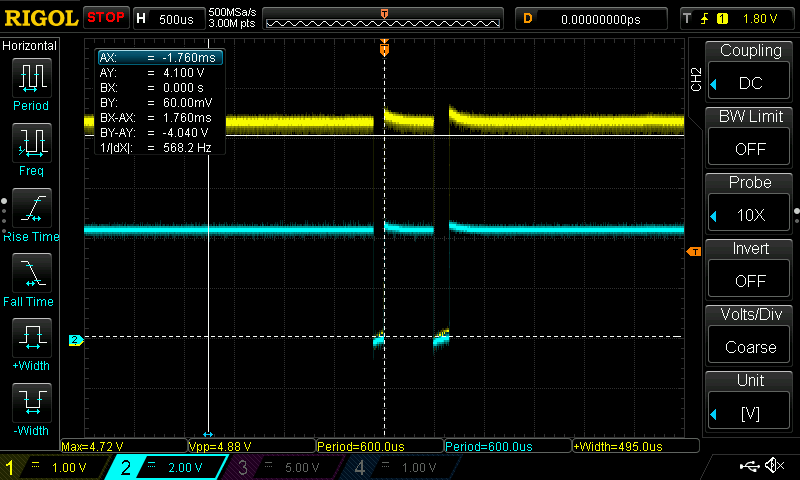 RIGOL STOP H 500us 500MSa/s D 0.00000000ps T 1 1.80 V
3.00M pts
Horizontal
Period
Freq
Rise Time
Fall Time
+Width
-Width
AX: = -1.760ms
AY: = 4.100 V
BX: = 0.000 s
BY: = 60.00mV
BX-AX: = 1.760ms
BY-AY: = -4.040 V
1/|dX|: = 568.2 Hz
T
T
T
2
CH2
Coupling
DC
BW Limit
OFF
Probe
10X
Invert
OFF
Volts/Div
Coarse
Unit
[V]
Max=4.72 V Vpp=4.88 V Period=600.0us Period=600.0us +Width=495.0us
1 = 1.00 V 2 = 2.00 V 3 = 5.00 V 4 = 1.00 V